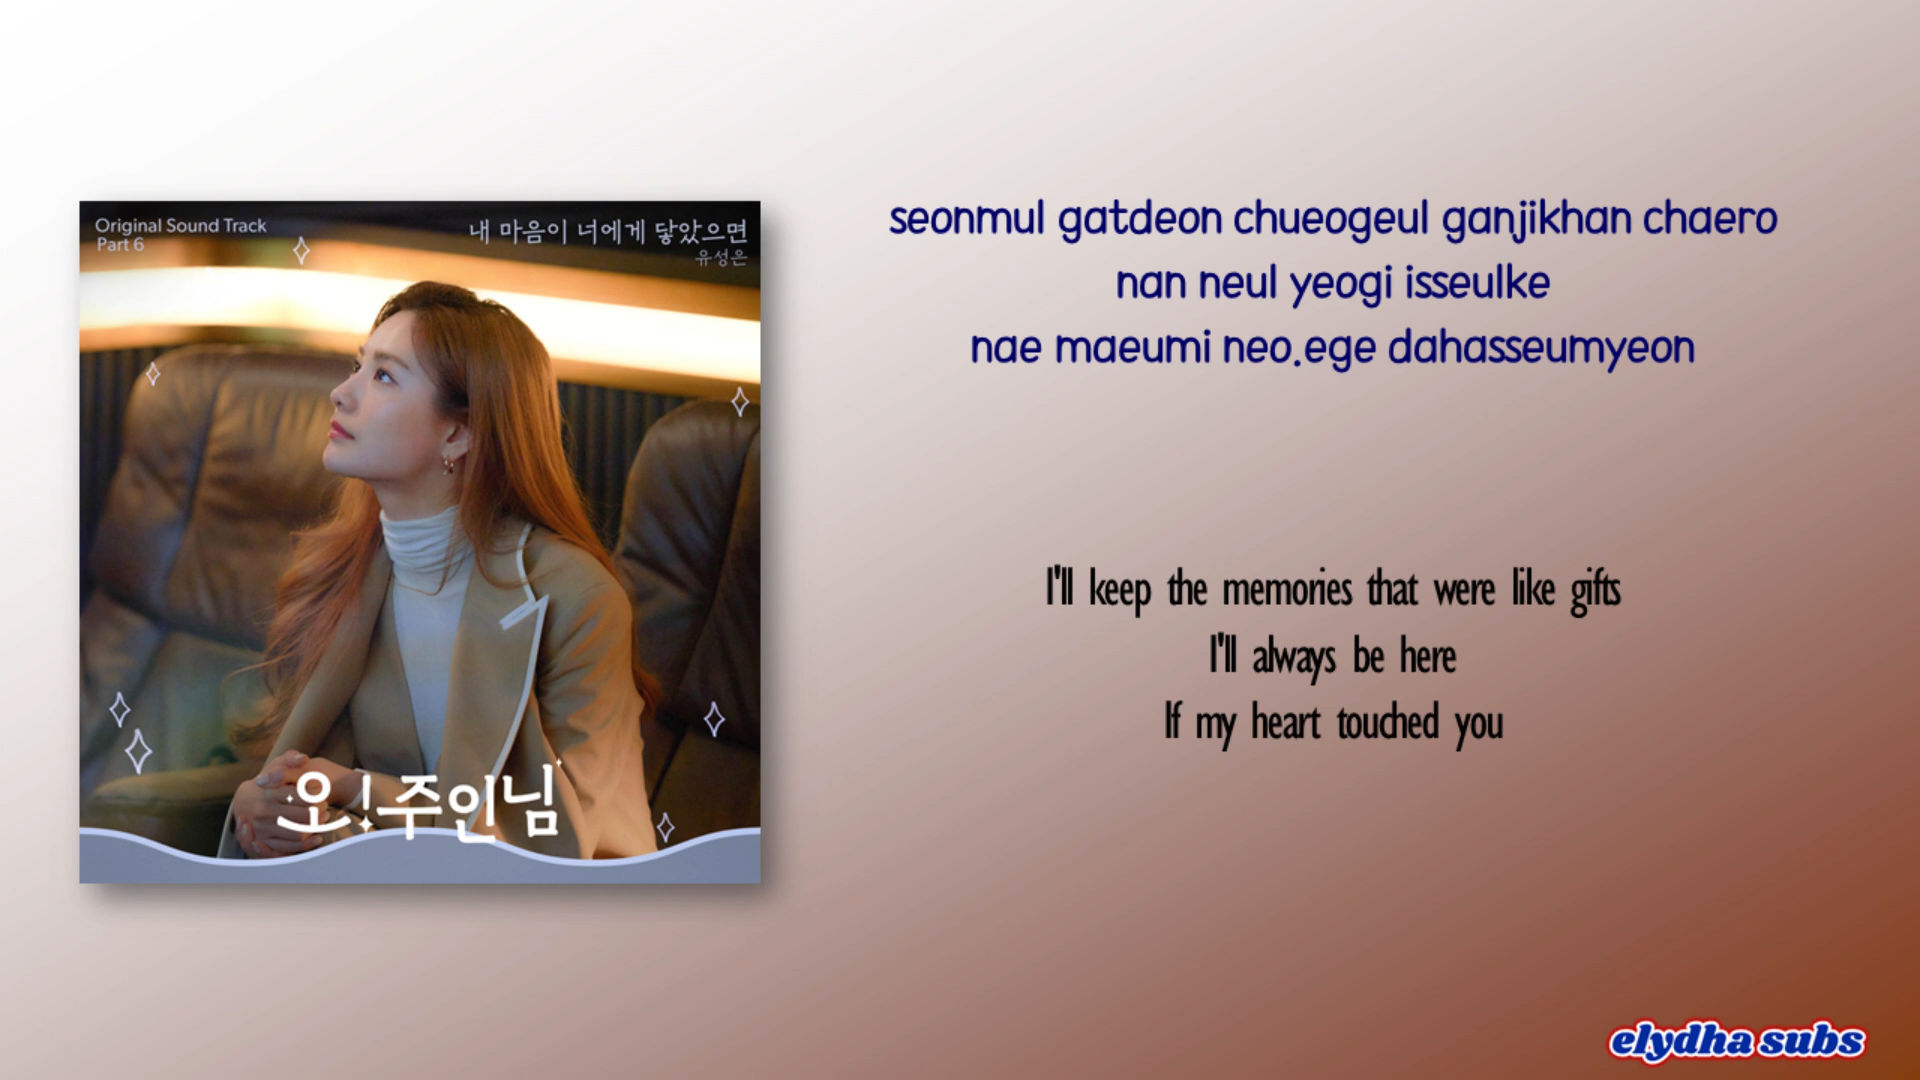 Original Sound Track
Part 6
내 마음이 너에게 닿았으면
유성은
오!주인님
seonmul gatdeon chueogeul ganjikhan chaero
nan neul yeogi isseulke
nae maeumi neo.ege dahasseumyeon
I'll keep the memories that were like gifts
I'll always be here
If my heart touched you
elydha subs